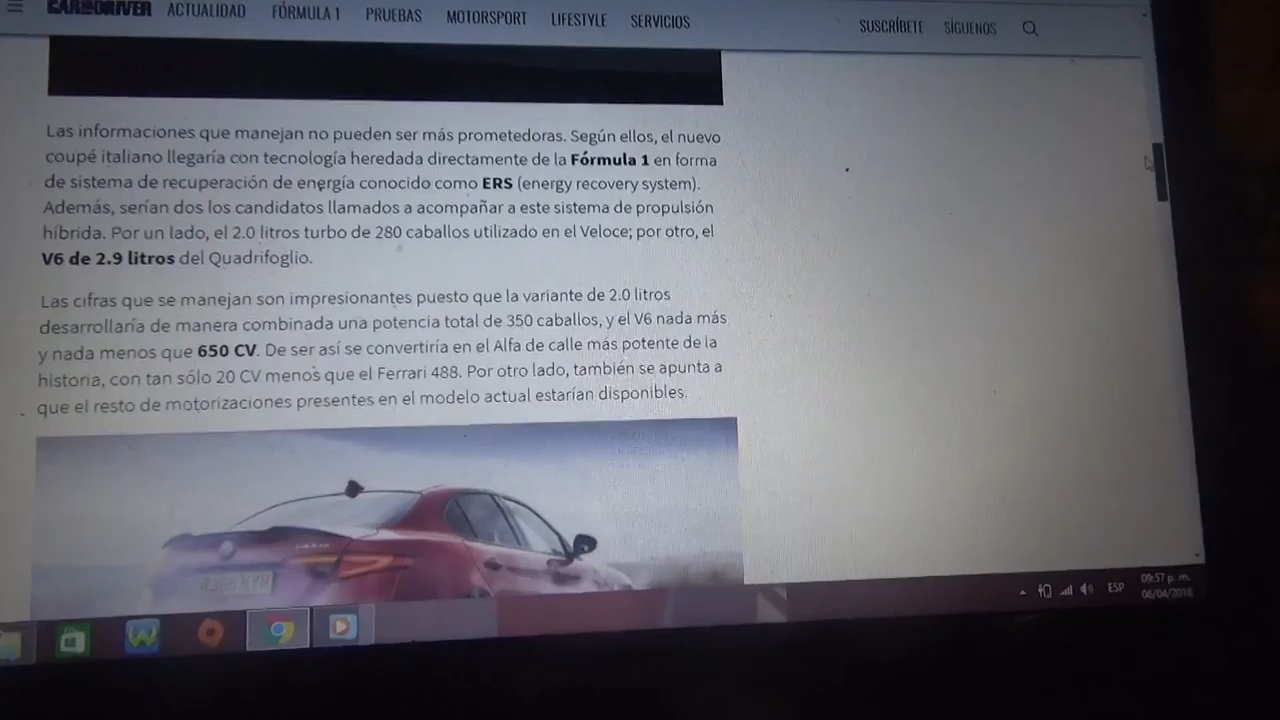 CAR AND DRIVER ACTUALIDAD FÓRMULA 1 PRUEBAS MOTORSPORT LIFESTYLE SERVICIOS SUSCRÍBETE SÍGUENOS
Las informaciones que manejan no pueden ser más prometedoras. Según ellos, el nuevo
coupé italiano llegaría con tecnología heredada directamente de la Fórmula 1 en forma
de sistema de recuperación de energía conocido como ERS (energy recovery system).
Además, serían dos los candidatos llamados a acompañar a este sistema de propulsión
híbrida. Por un lado, el 2.0 litros turbo de 280 caballos utilizado en el Veloce; por otro, el
V6 de 2.9 litros del Quadrifoglio.
Las cifras que se manejan son impresionantes puesto que la variante de 2.0 litros
desarrollaría de manera combinada una potencia total de 350 caballos, y el V6 nada más
y nada menos que 650 CV. De ser así se convertiría en el Alfa de calle más potente de la
historia, con tan sólo 20 CV menos que el Ferrari 488. Por otro lado, también se apunta a
que el resto de motorizaciones presentes en el modelo actual estarían disponibles.
ESP
09:57 p. m.
06/04/2018